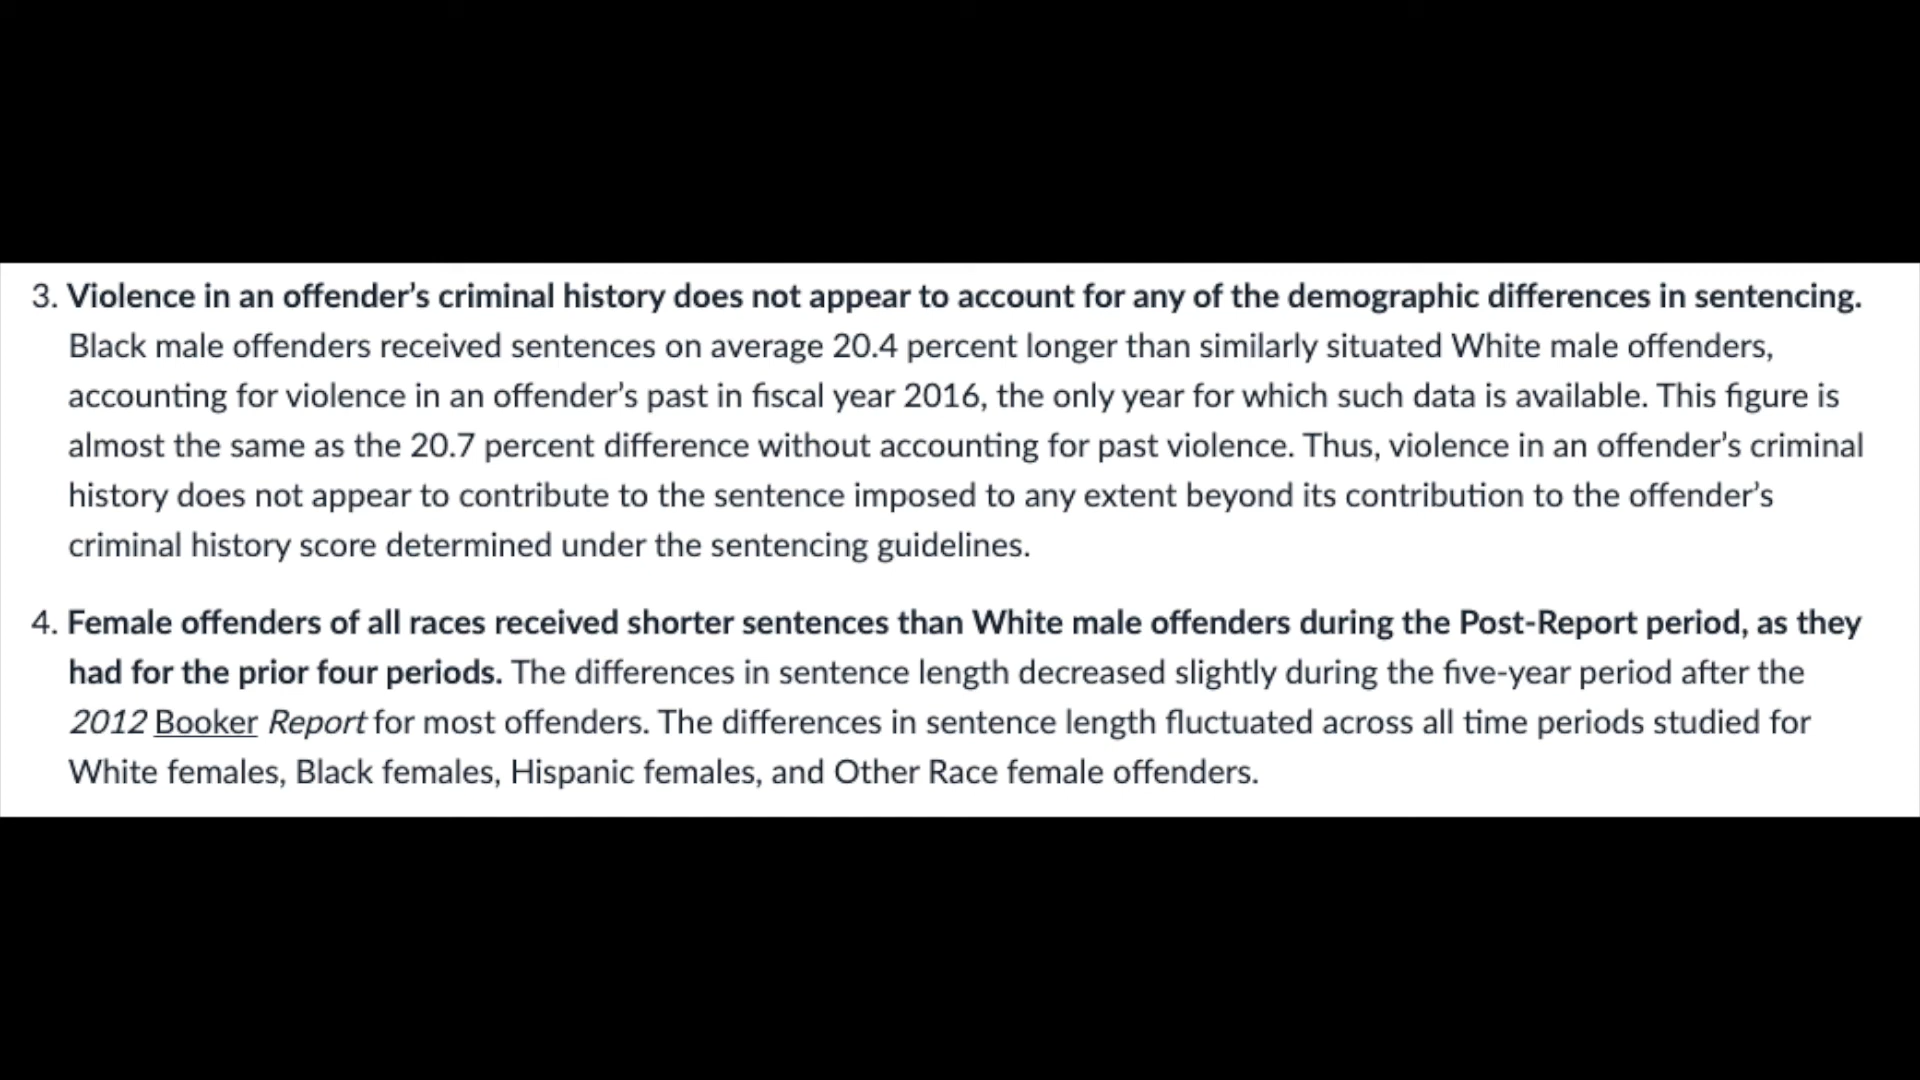 3. Violence in an offender’s criminal history does not appear to account for any of the demographic differences in sentencing.
Black male offenders received sentences on average 20.4 percent longer than similarly situated White male offenders,
accounting for violence in an offender’s past in fiscal year 2016, the only year for which such data is available. This figure is
almost the same as the 20.7 percent difference without accounting for past violence. Thus, violence in an offender’s criminal
history does not appear to contribute to the sentence imposed to any extent beyond its contribution to the offender’s
criminal history score determined under the sentencing guidelines.
4. Female offenders of all races received shorter sentences than White male offenders during the Post-Report period, as they
had for the prior four periods. The differences in sentence length decreased slightly during the five-year period after the
2012 Booker Report for most offenders. The differences in sentence length fluctuated across all time periods studied for
White females, Black females, Hispanic females, and Other Race female offenders.